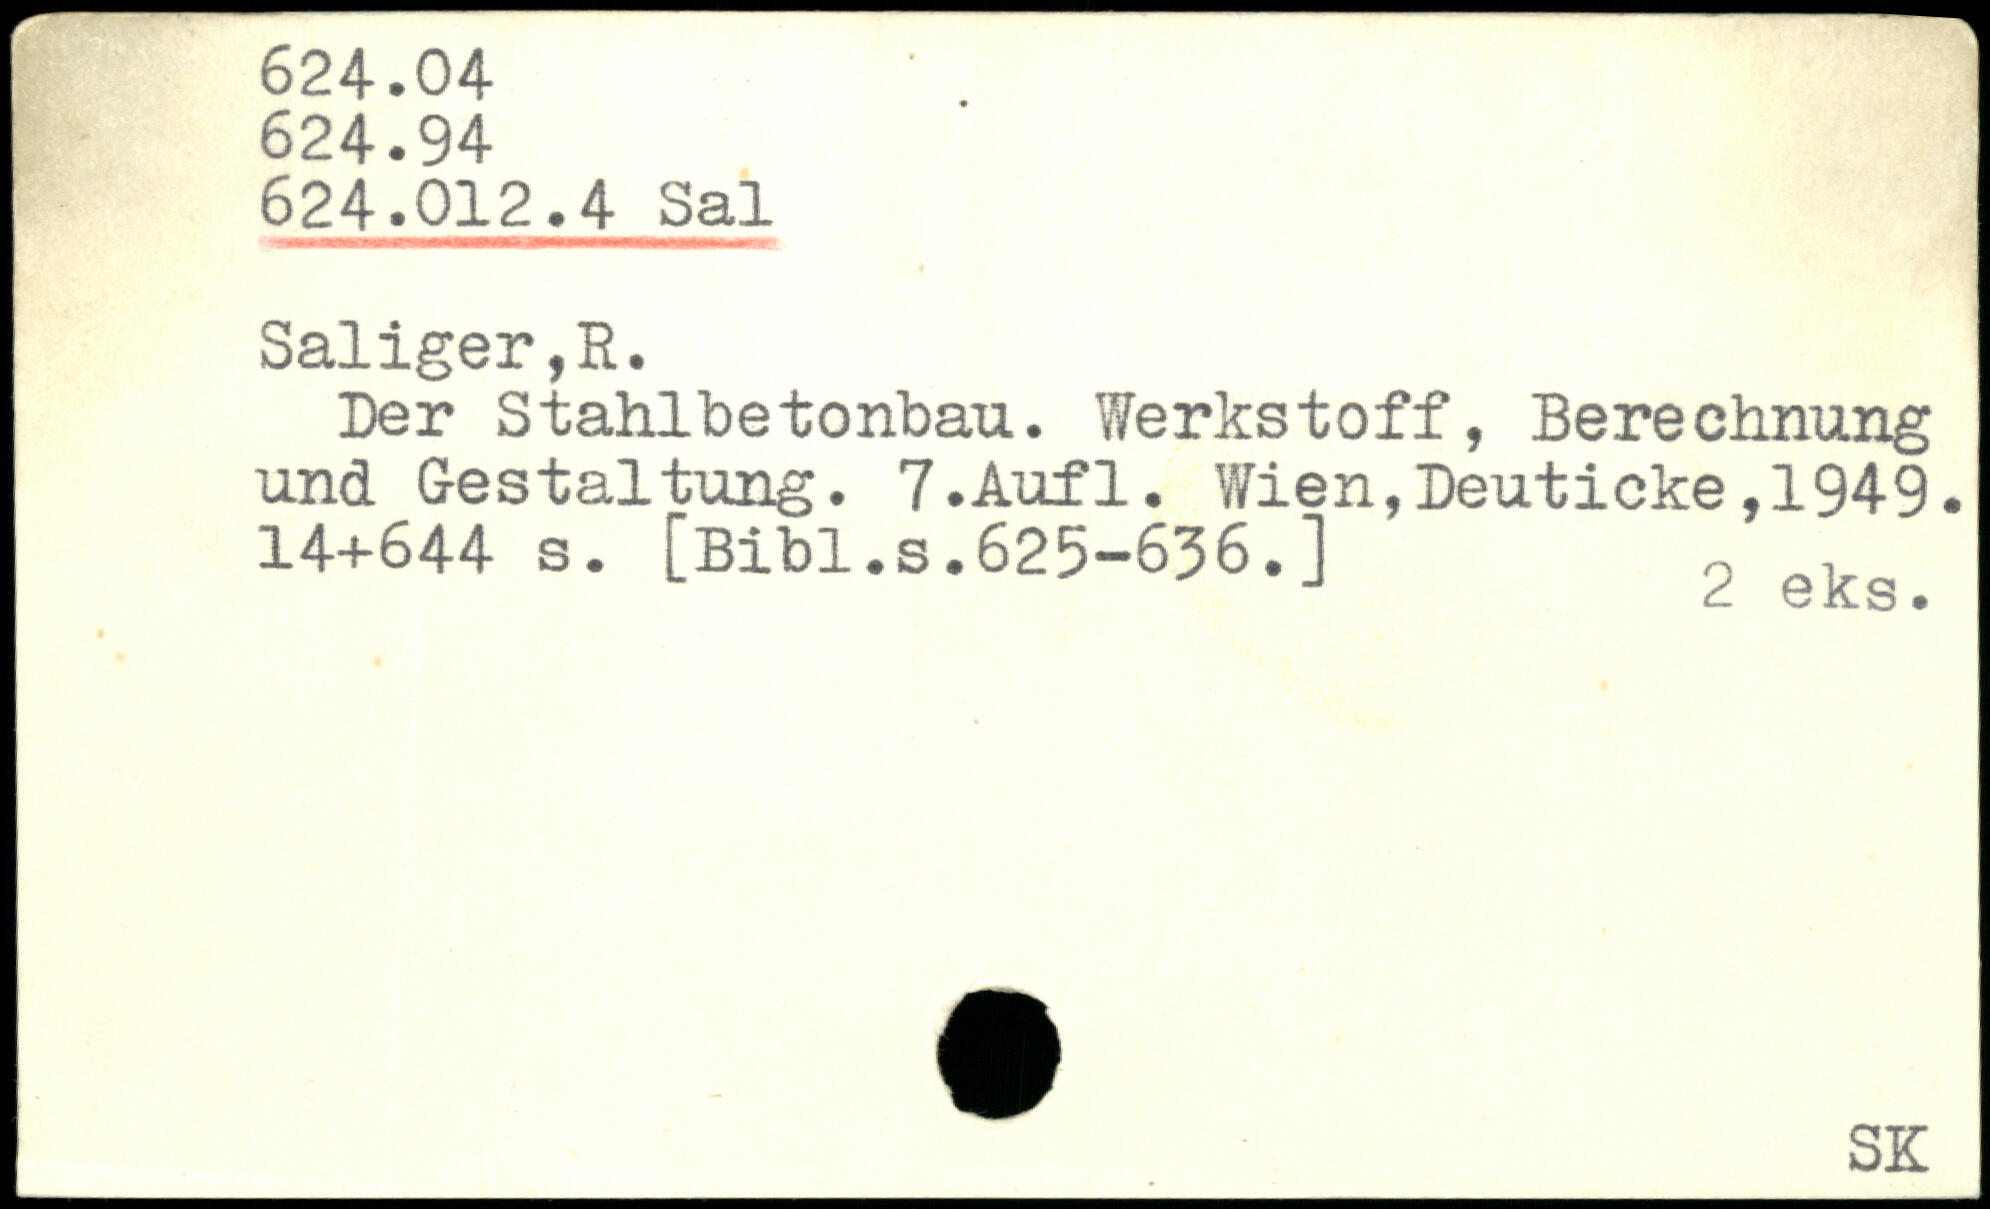 624.04
624.94
624.012.4 Sal
Saliger,R.
Der Stahlbetonbau. Werkstoff, Berechnung
und Gestaltung. 7.Aufl. Wien,Deuticke,1949.
14+644 s. [Bibl.s.625-636.]
2 eks.
SK